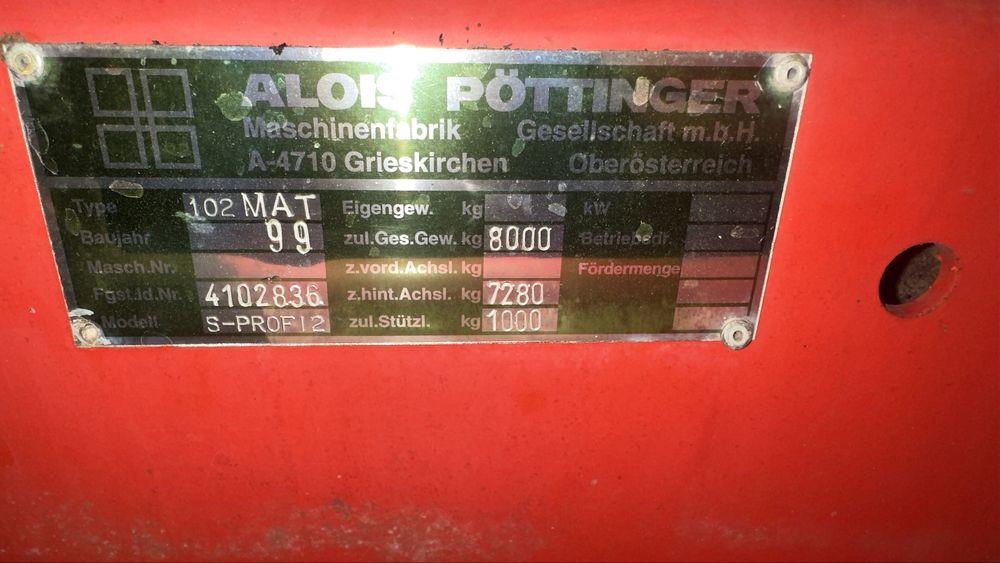 ALOIS PÖTTINGER
Maschinenfabrik Gesellschaft m.b.H.
A-4710 Grieskirchen Oberösterreich
Type 102 MAT Eigengew. kg kW
Baujahr 99 zul.Ges.Gew. kg 8000 Betriebsdr.
Masch.Nr. z.vord.Achsl. kg Fördermenge
Fgst.Id.Nr. 4102836 z.hint.Achsl. kg 7280
Modell S-PROFI2 zul.Stützl. kg 1000